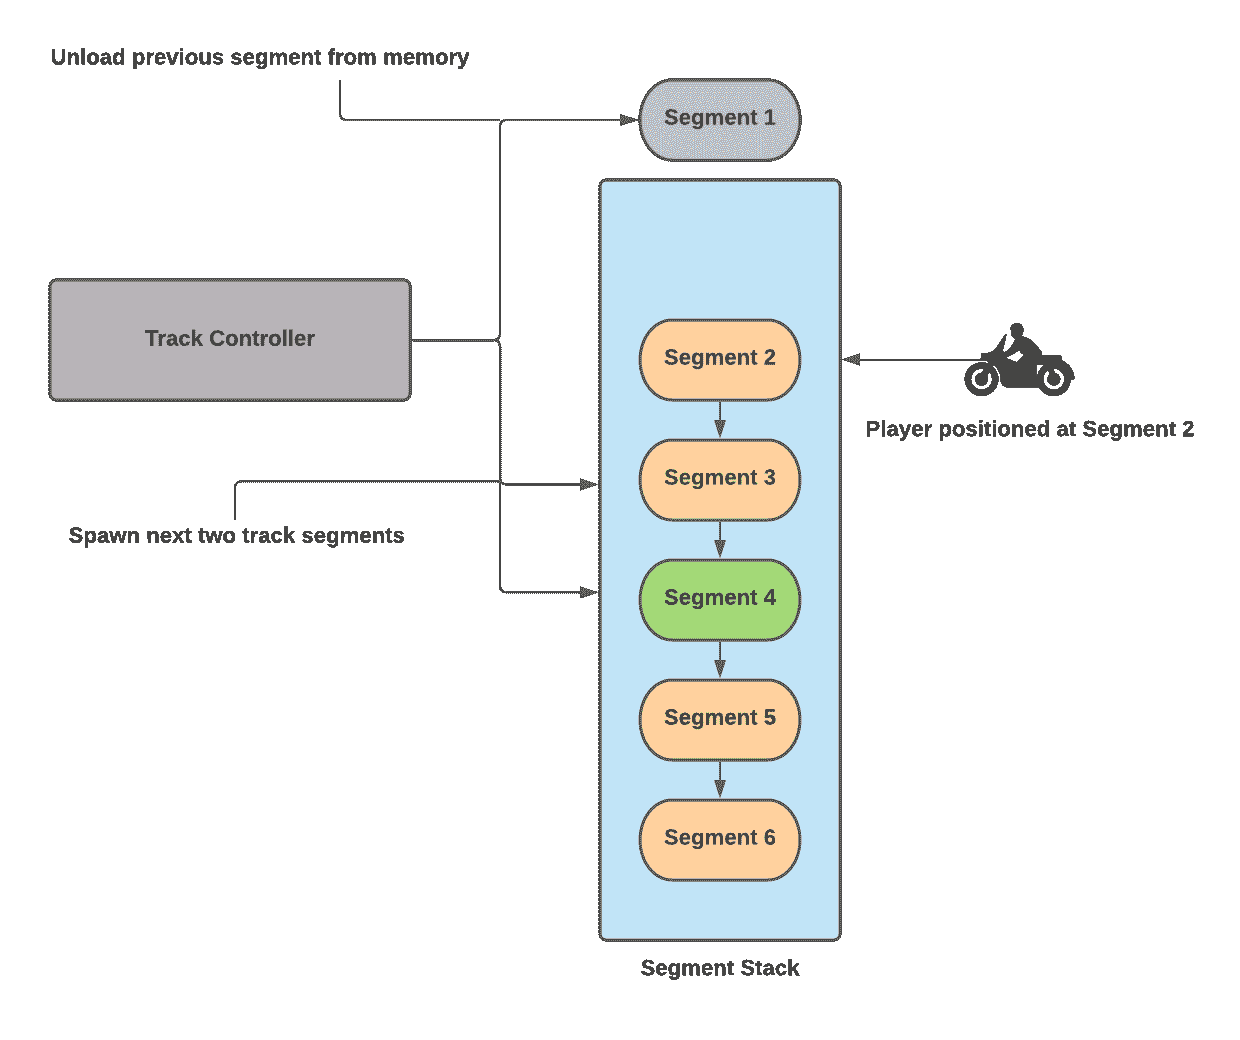 Unload previous segment from memory
Segment 1
Track Controller
Segment 2
Player positioned at Segment 2
Segment 3
Spawn next two track segments
Segment 4
Segment 5
Segment 6
Segment Stack